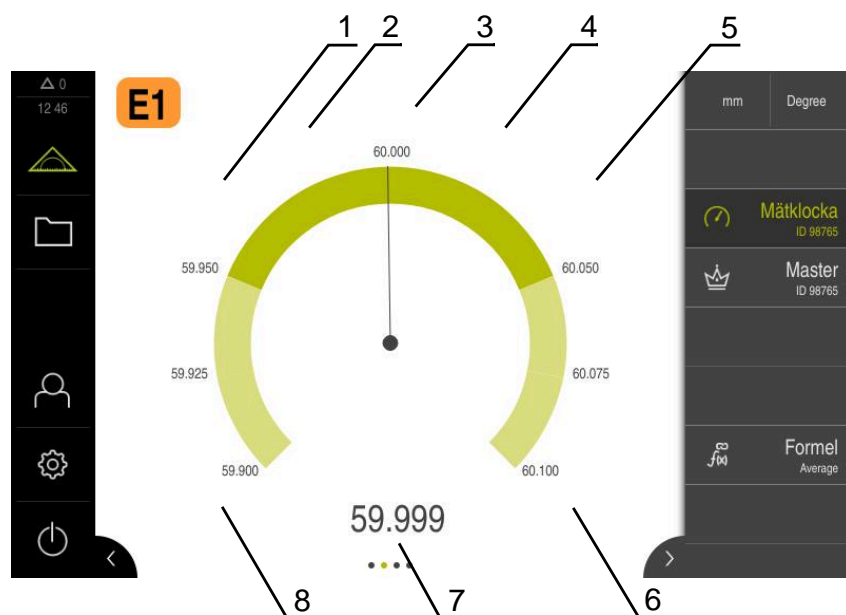 1 2 3 4 5
0
12 46
E1
mm Degree
60.000
Mätklocka
ID 98765
59.950 60.050
Master
ID 98765
59.925 60.075
Formel
Average
f(x)
59.900 60.100
59.999
8 7 6